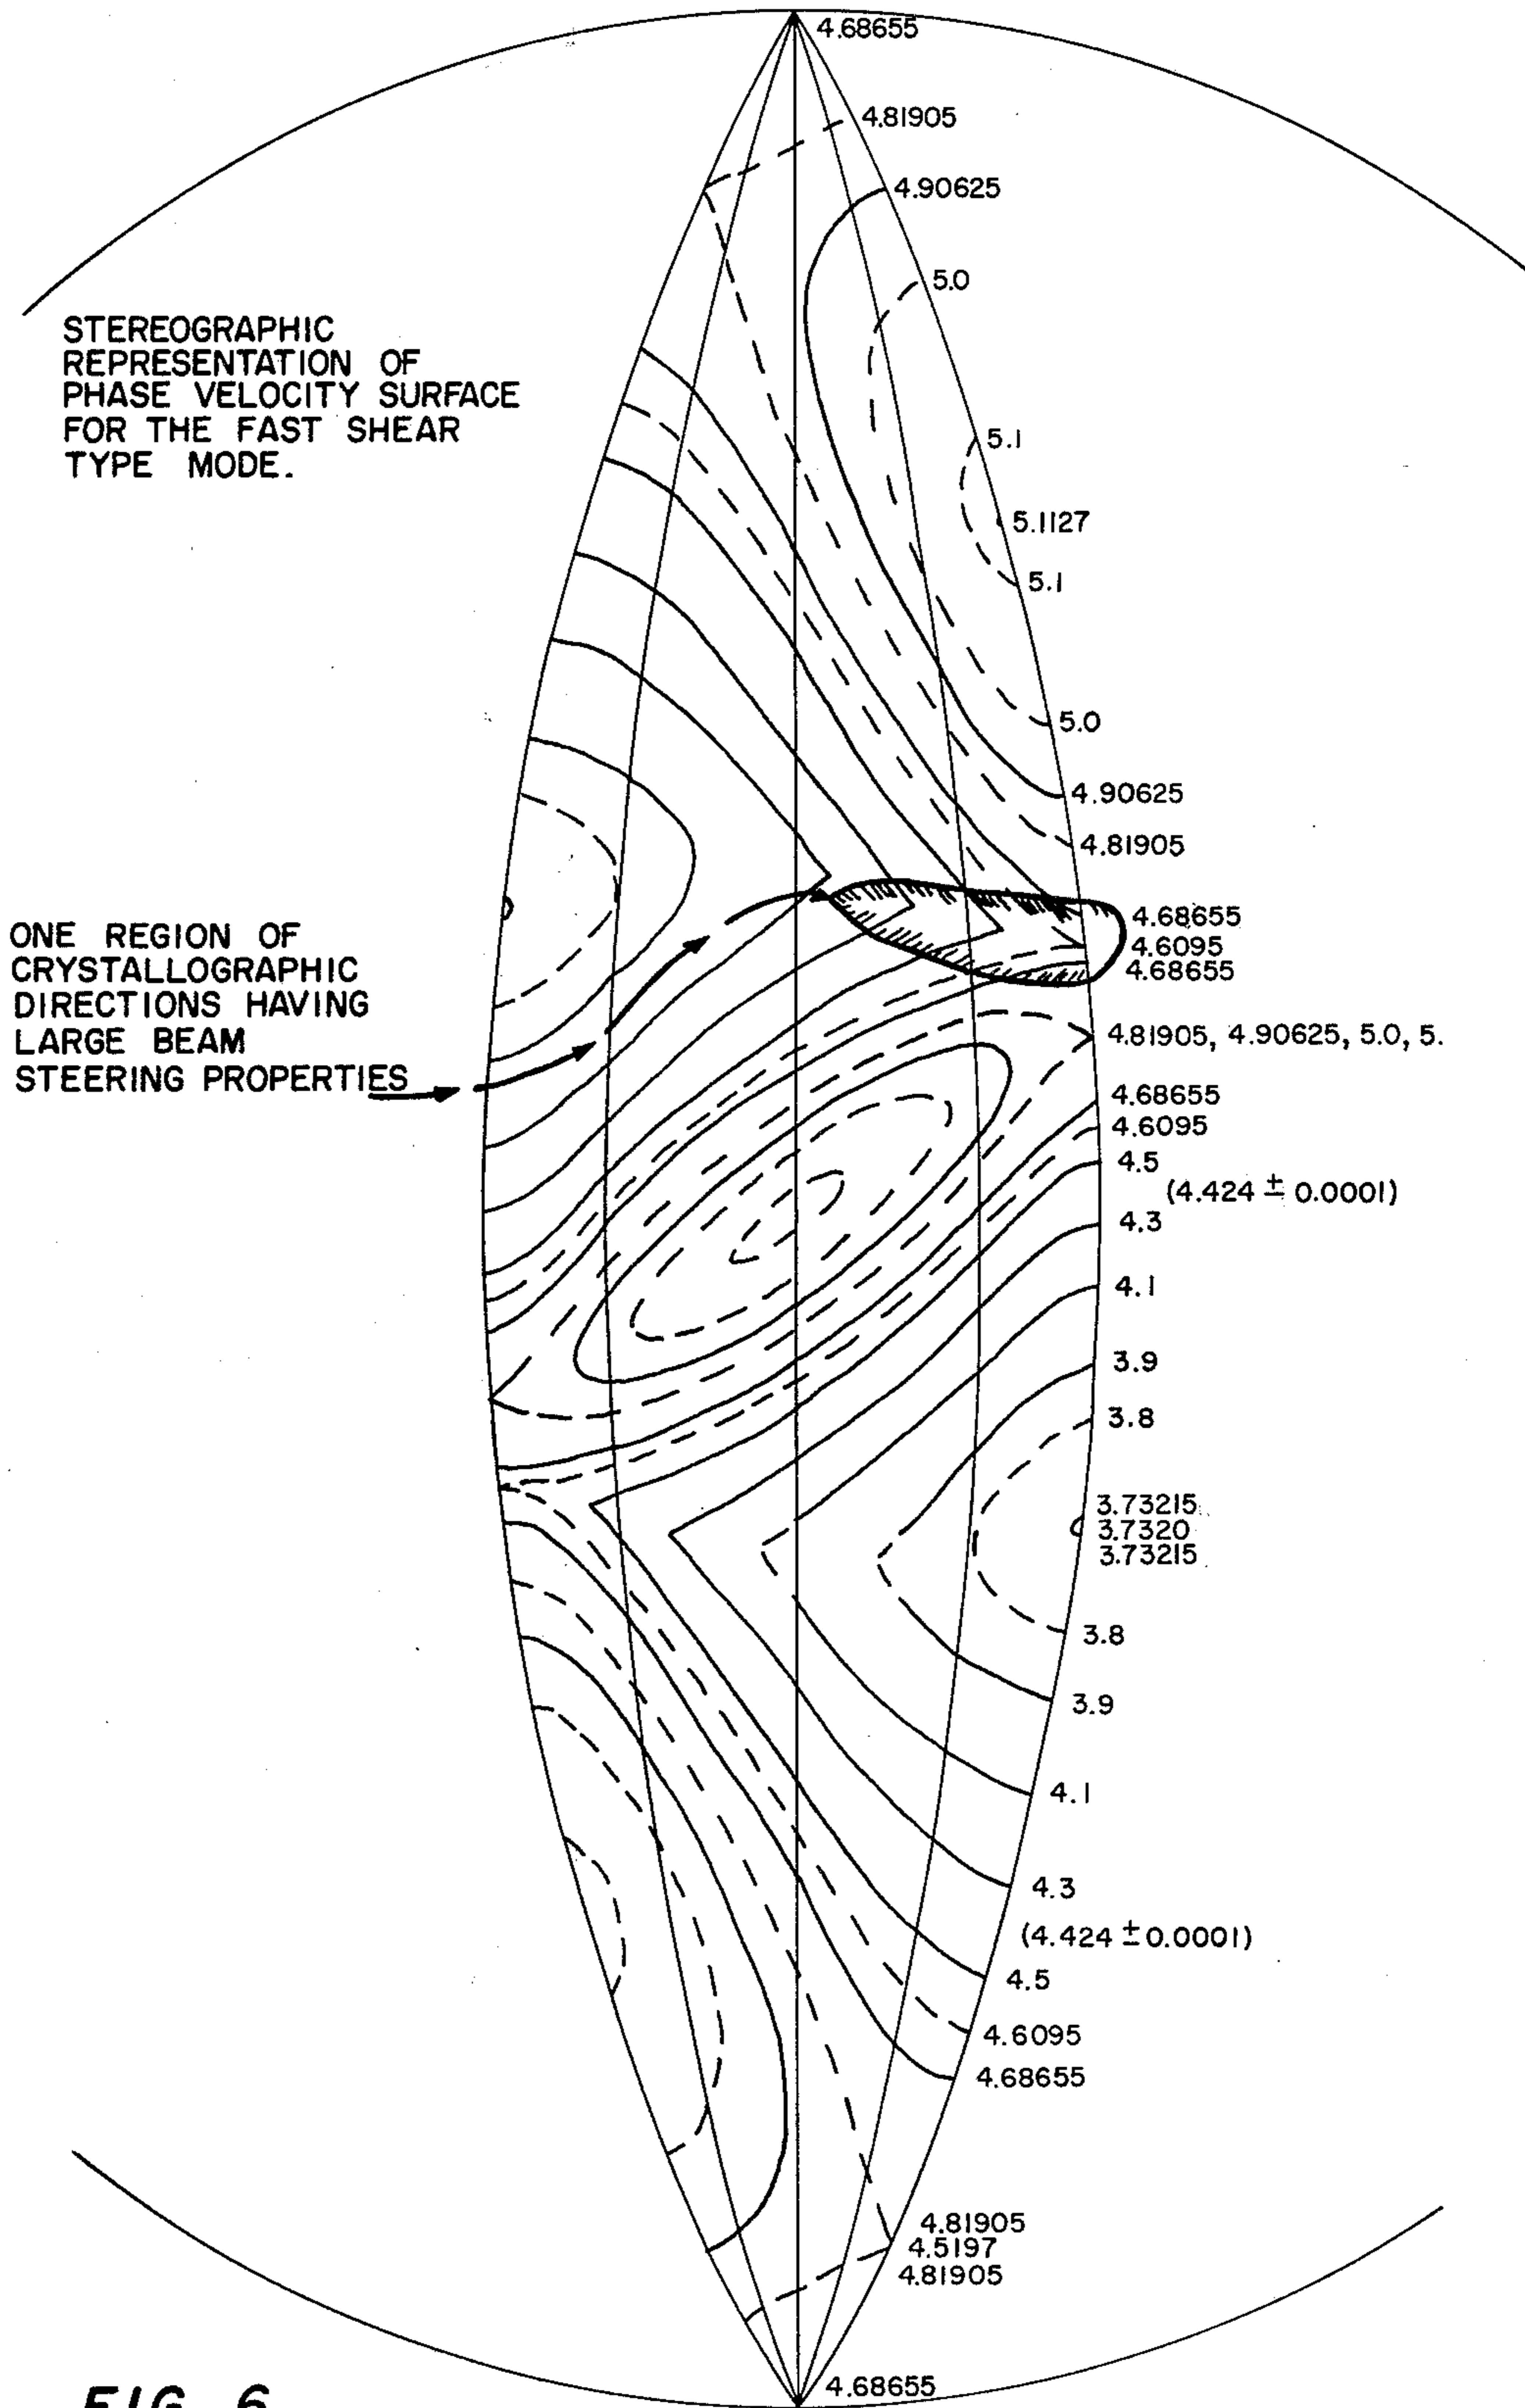 4.68655
4.81905
4.90625
5.0
STEREOGRAPHIC
REPRESENTATION OF
PHASE VELOCITY SURFACE
FOR THE FAST SHEAR
TYPE MODE.
5.1
5.1127
5.1
5.0
4.90625
4.81905
ONE REGION OF
CRYSTALLOGRAPHIC
DIRECTIONS HAVING
LARGE BEAM
STEERING PROPERTIES
4.68655
4.6095
4.68655
4.81905, 4.90625, 5.0, 5.
4.68655
4.6095
4.5
(4.424 ± 0.0001)
4.3
4.1
3.9
3.8
3.73215
3.7320
3.73215
3.8
3.9
4.1
4.3
(4.424 ± 0.0001)
4.5
4.6095
4.68655
4.81905
4.5197
4.81905
4.68655
FIG. 6